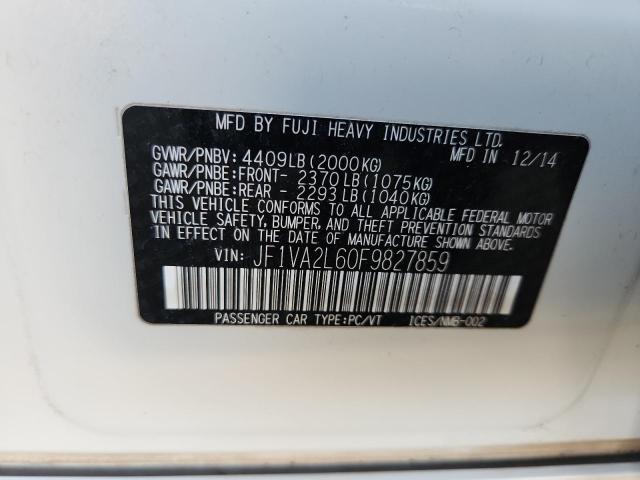 MFD BY FUJI HEAVY INDUSTRIES LTD.
GVWR/PNBV: 4409LB (2000KG) MFD IN 12/14
GAWR/PNBE:FRONT- 2370LB(1075KG)
GAWR/PNBE:REAR - 2293LB(1040KG)
THIS VEHICLE CONFORMS TO ALL APPLICABLE FEDERAL MOTOR
VEHICLE SAFETY, BUMPER, AND THEFT PREVENTION STANDARDS
IN EFFECT ON THE DATE OF MANUFACTURE SHOWN ABOVE.
VIN: JF1VA2L60F9827859
PASSENGER CAR TYPE:PC/VT ICES/NMB-002